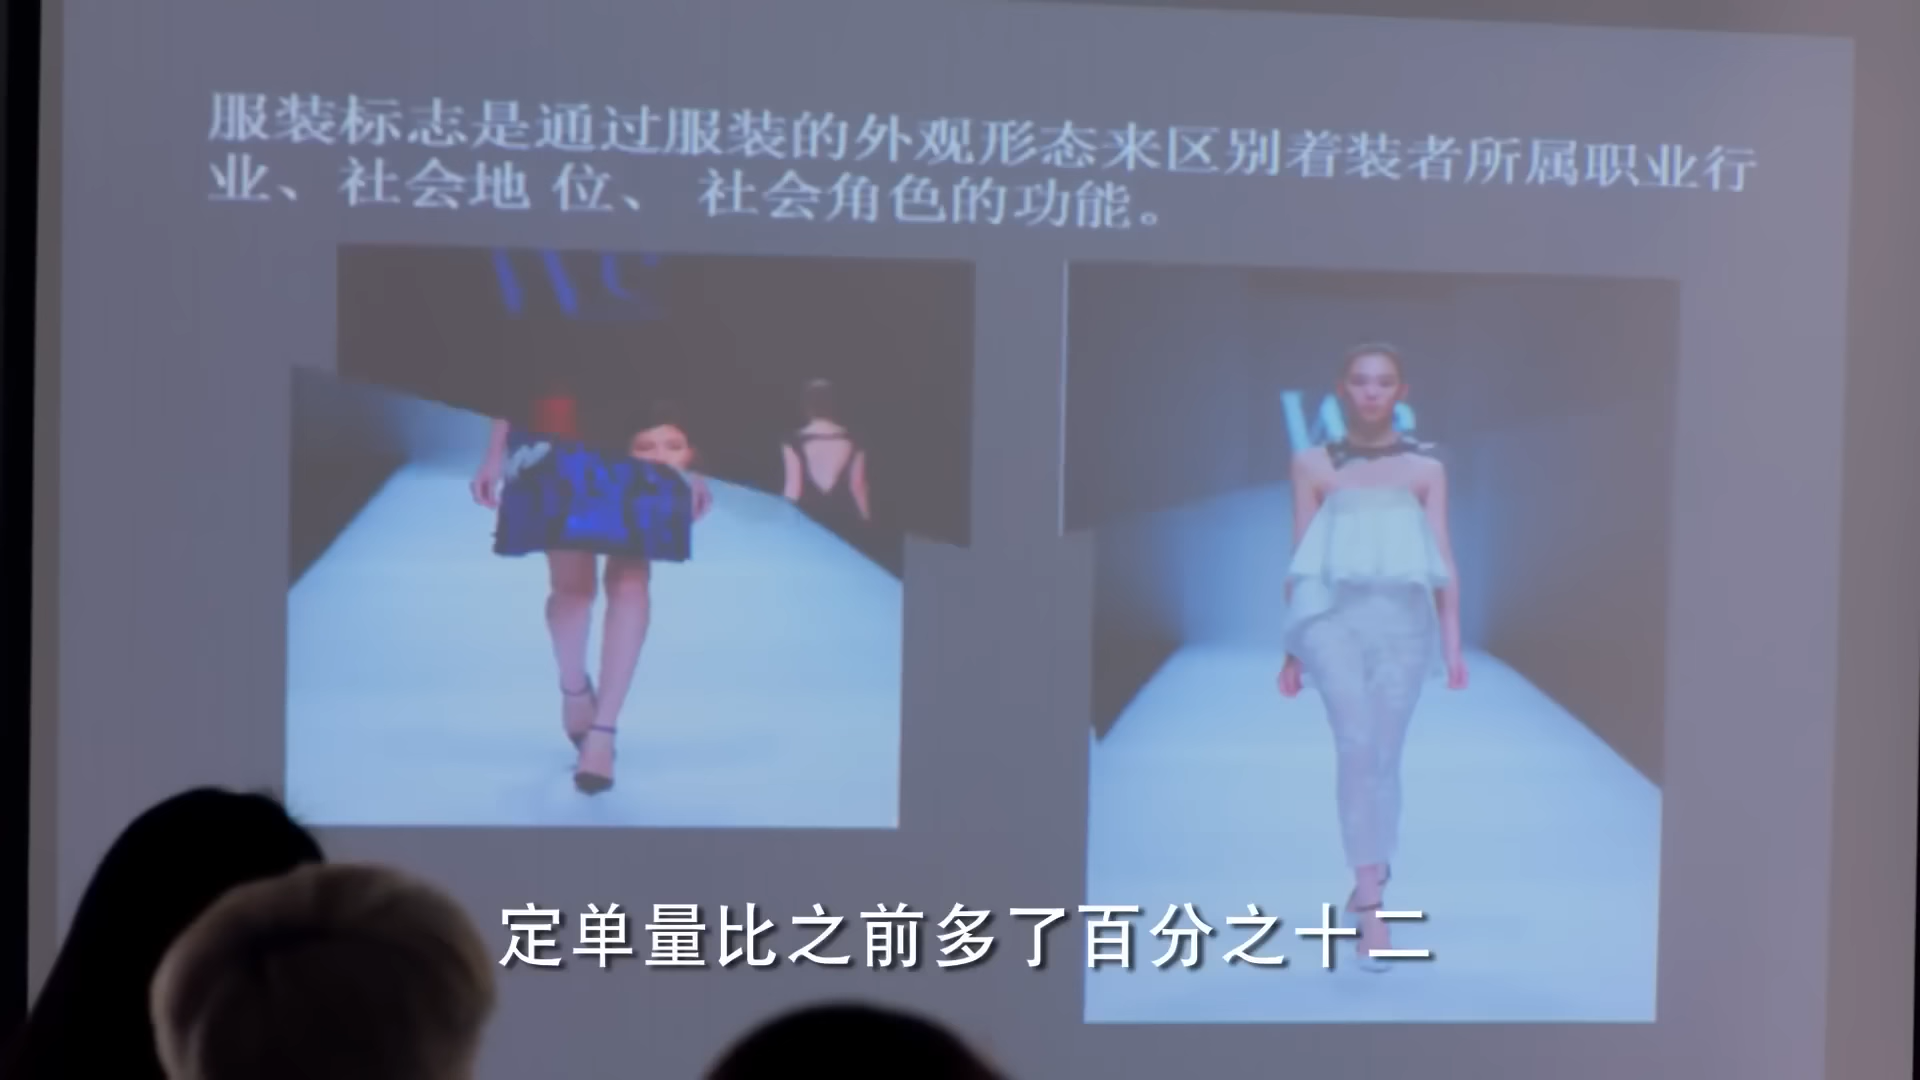 服装标志是通过服装的外观形态来区别着装者所属职业行
业、社会地 位、 社会角色的功能。
定单量比之前多了百分之十二